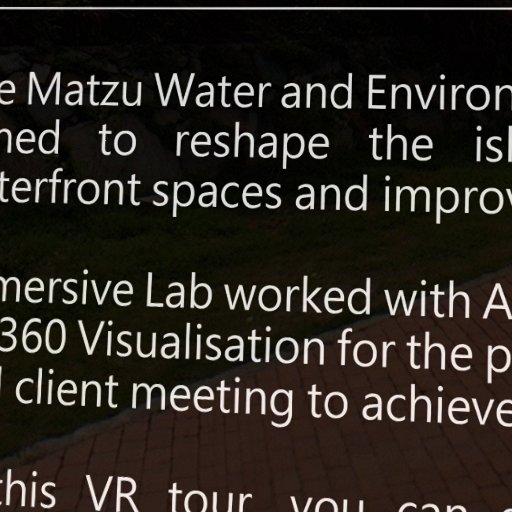 e Matzu Water and Environ
med to reshape the isl
terfront spaces and improv
mersive Lab worked with A
360 Visualisation for the p
client meeting to achieve
this VR tour, you can